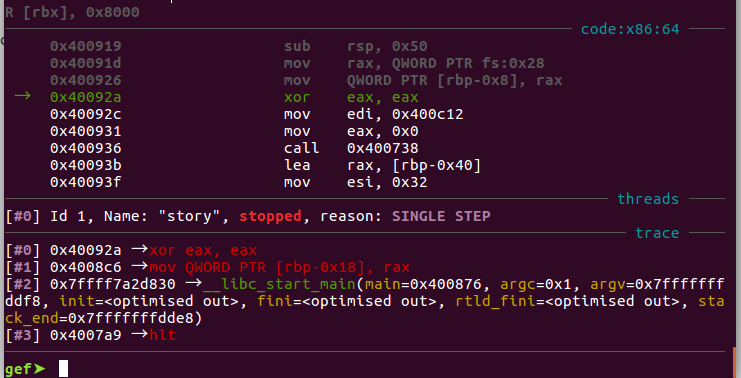 R [rbx], 0x8000
code:x86:64
0x400919 sub rsp, 0x50
0x40091d mov rax, QWORD PTR fs:0x28
0x400926 mov QWORD PTR [rbp-0x8], rax
→ 0x40092a xor eax, eax
0x40092c mov edi, 0x400c12
0x400931 mov eax, 0x0
0x400936 call 0x400738
0x40093b lea rax, [rbp-0x40]
0x40093f mov esi, 0x32
threads
[#0] Id 1, Name: "story", stopped, reason: SINGLE STEP
trace
[#0] 0x40092a →xor eax, eax
[#1] 0x4008c6 →mov QWORD PTR [rbp-0x18], rax
[#2] 0x7ffff7a2d830 →__libc_start_main(main=0x400876, argc=0x1, argv=0x7fffffff
ddf8, init=<optimised out>, fini=<optimised out>, rtld_fini=<optimised out>, sta
ck_end=0x7fffffffdde8)
[#3] 0x4007a9 →hlt
gef➤